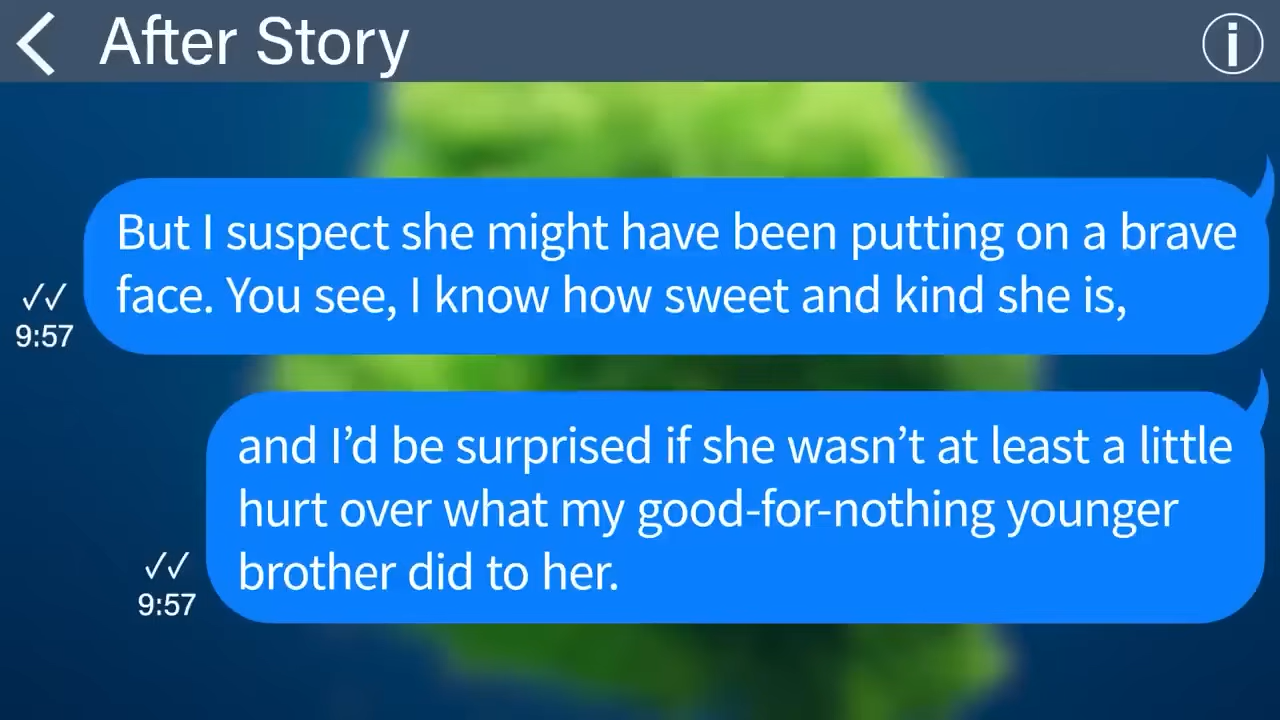 After Story
But I suspect she might have been putting on a brave
face. You see, I know how sweet and kind she is,
9:57
and I’d be surprised if she wasn’t at least a little
hurt over what my good-for-nothing younger
brother did to her.
9:57